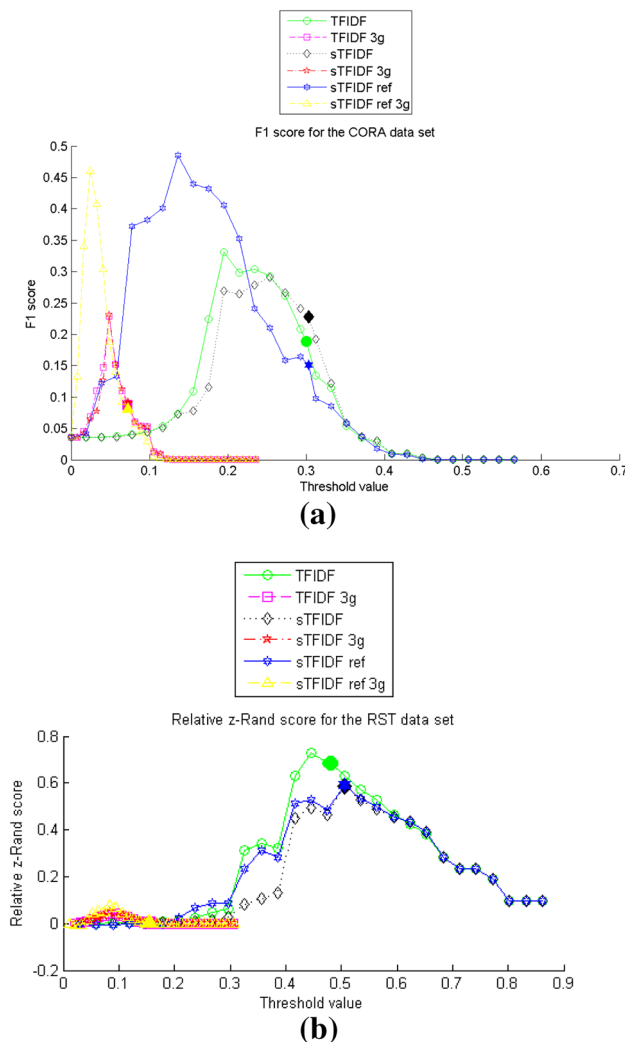 TFIDF
TFIDF 3g
sTFIDF
sTFIDF 3g
sTFIDF ref
sTFIDF ref 3g
F1 score for the CORA data set
0.5
0.45
0.4
0.35
0.3
0.25
0.2
0.15
0.1
0.05
0
F1 score
0 0.1 0.2 0.3 0.4 0.5 0.6 0.7
Threshold value
(a)
TFIDF
TFIDF 3g
sTFIDF
sTFIDF 3g
sTFIDF ref
sTFIDF ref 3g
Relative z-Rand score for the RST data set
0.8
0.6
0.4
0.2
0
-0.2
Relative z-Rand score
0 0.1 0.2 0.3 0.4 0.5 0.6 0.7 0.8 0.9
Threshold value
(b)